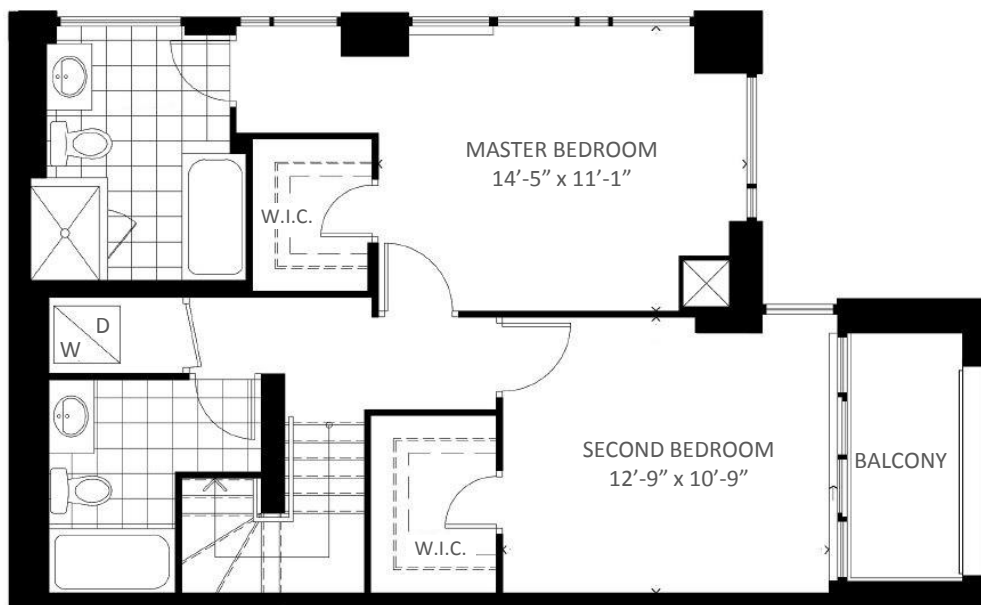 MASTER BEDROOM
14’-5” x 11’-1”
W.I.C.
D
W
SECOND BEDROOM
12’-9” x 10’-9”
BALCONY
W.I.C.